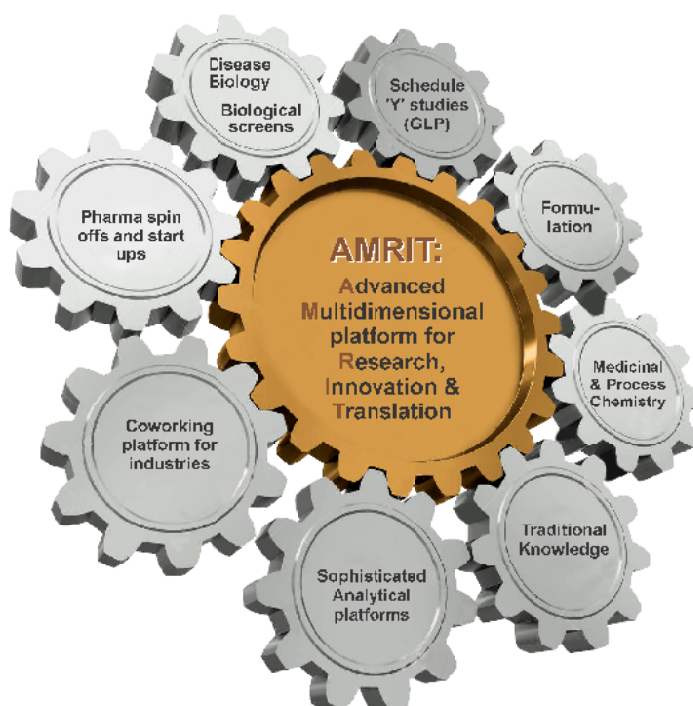 Disease
Biology
Biological
screens
Schedule
'Y' studies
(GLP)
Formu-
lation
Medicinal
& Process
Chemistry
Traditional
Knowledge
Sophisticated
Analytical
platforms
Coworking
platform for
industries
Pharma spin
offs and start
ups
AMRIT:
Advanced
Multidimensional
platform for
Research,
Innovation &
Translation